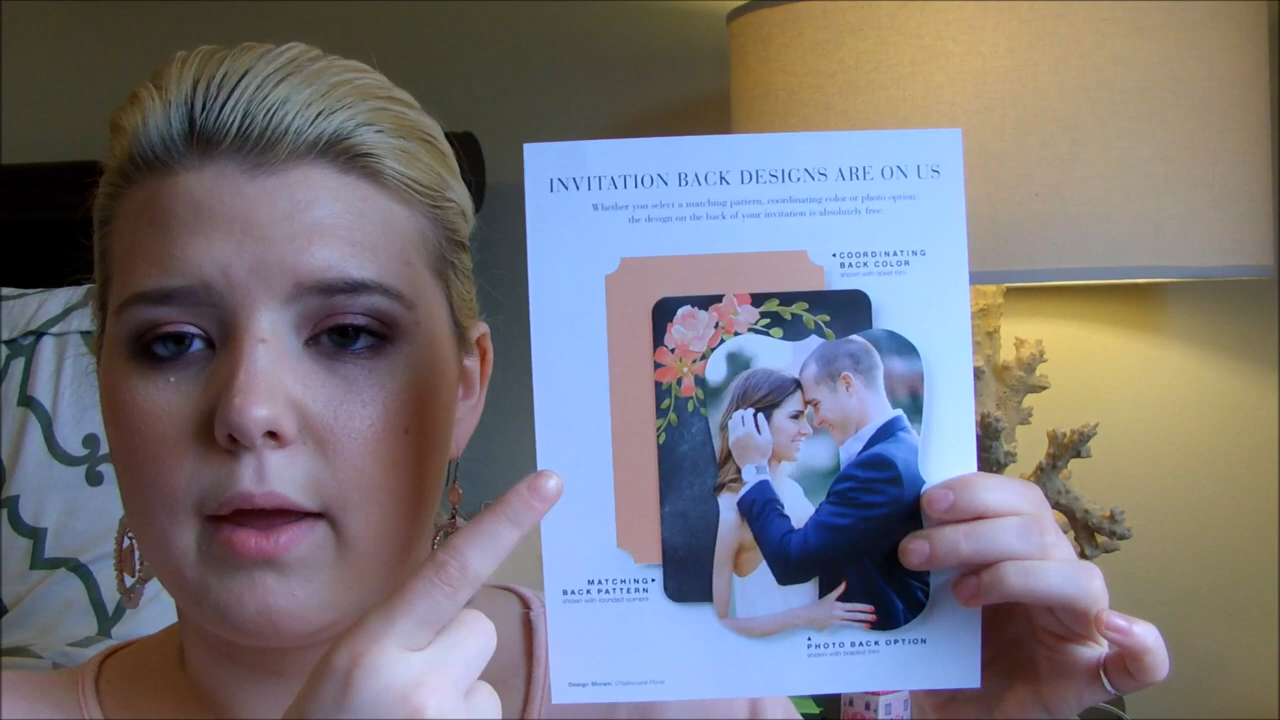 INVITATION BACK DESIGNS ARE ON US
Whether you select a matching pattern, coordinating color or photo option,
the design on the back of your invitation is absolutely free.
COORDINATING
BACK COLOR
shown with ticket trim
MATCHING
BACK PATTERN
shown with rounded corners
PHOTO BACK OPTION
shown with bracket trim
Design Shown: Chalkboard Floral